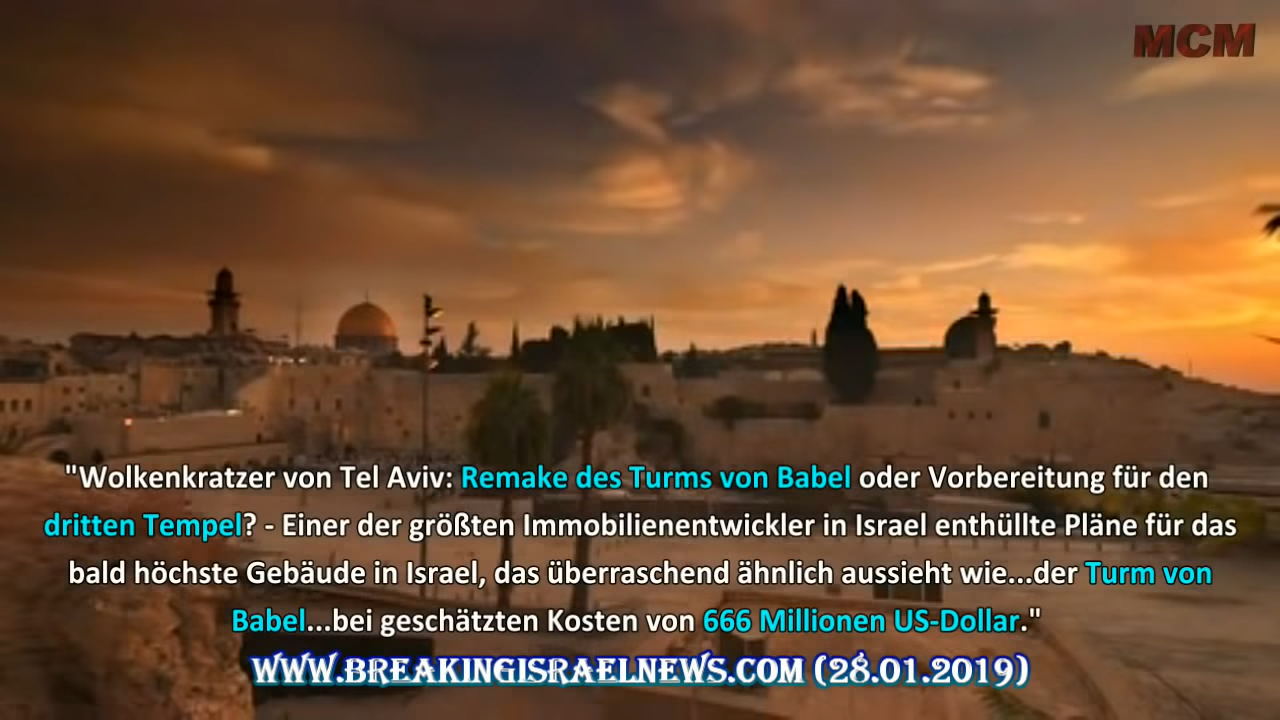 MCM
"Wolkenkratzer von Tel Aviv: Remake des Turms von Babel oder Vorbereitung für den
dritten Tempel? - Einer der größten Immobilienentwickler in Israel enthüllte Pläne für das
bald höchste Gebäude in Israel, das überraschend ähnlich aussieht wie...der Turm von
Babel...bei geschätzten Kosten von 666 Millionen US-Dollar."
WWW.BREAKINGISRAELNEWS.COM (28.01.2019)